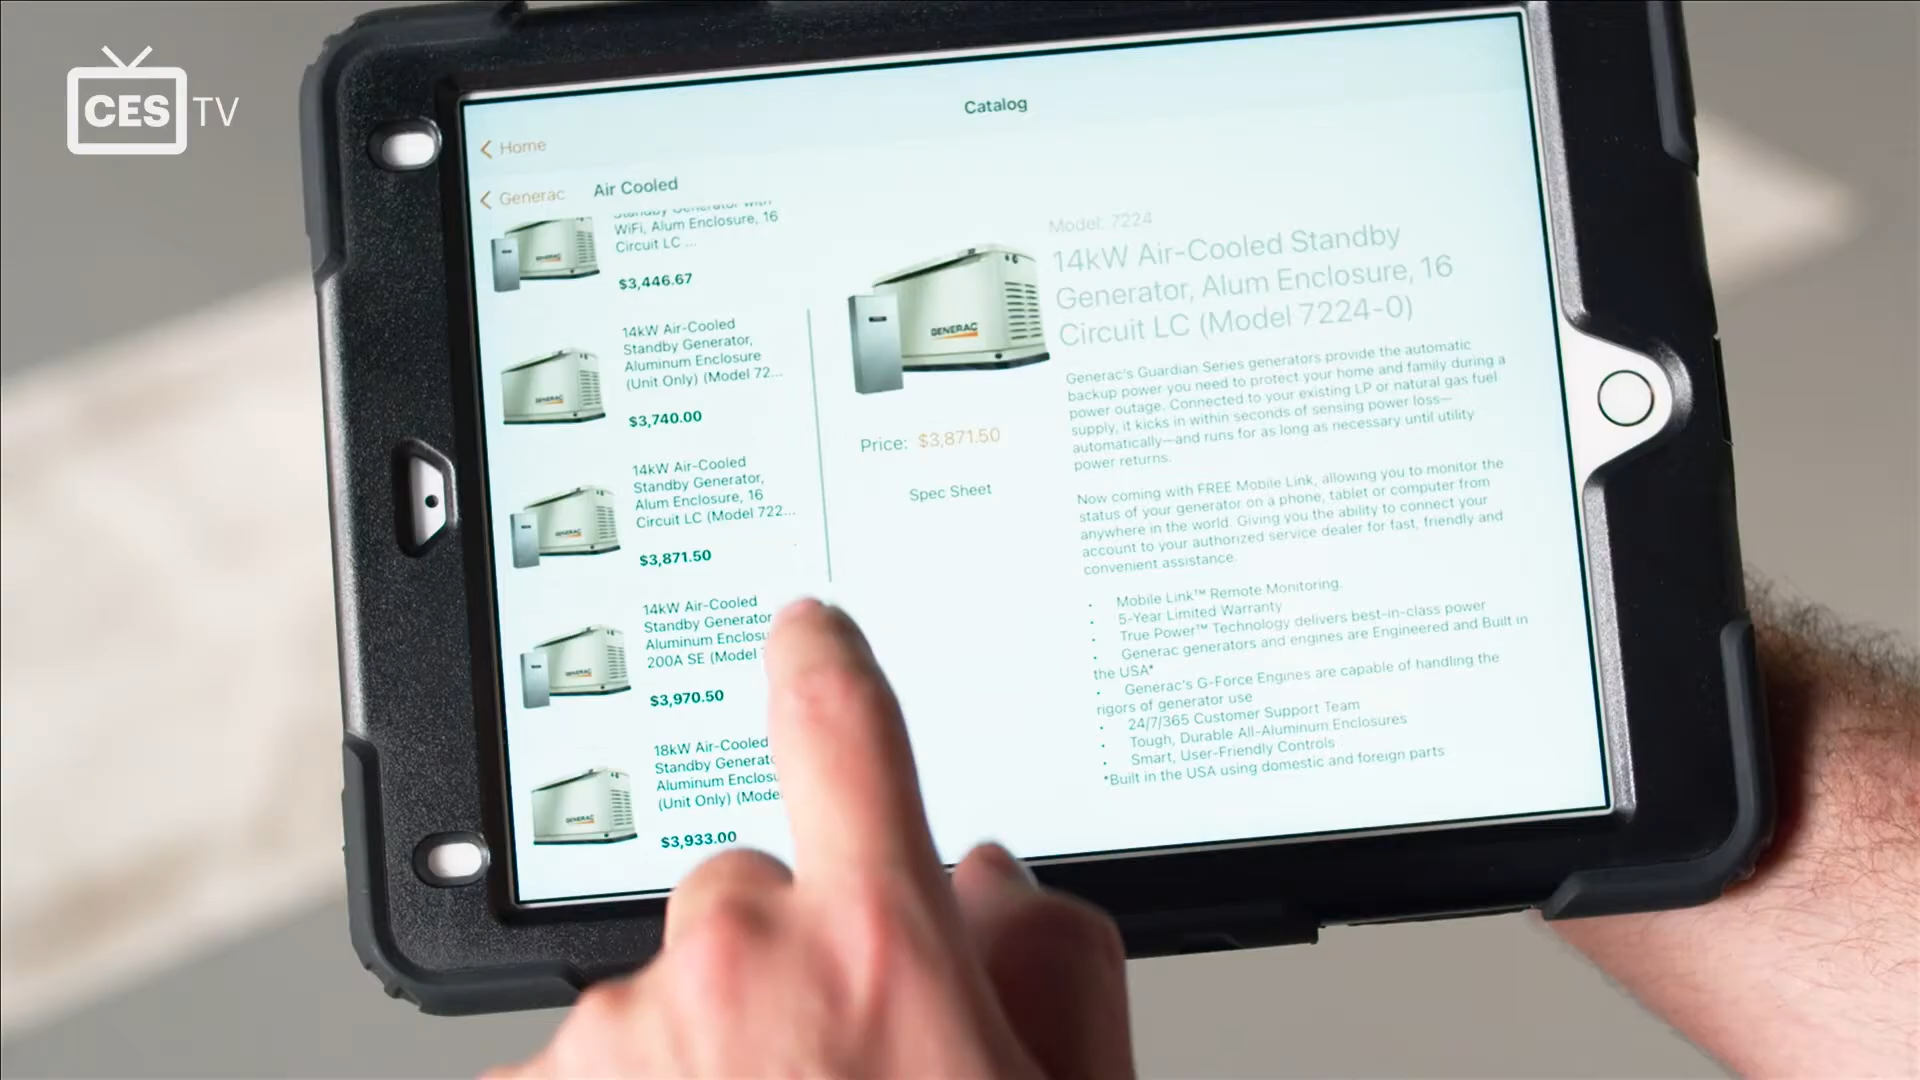 CES TV
Catalog
Home
Generac
Air Cooled
Standby Generator with
WiFi, Alum Enclosure, 16
Circuit LC ...
$3,446.67
14kW Air-Cooled
Standby Generator,
Aluminum Enclosure
(Unit Only) (Model 72...
$3,740.00
14kW Air-Cooled
Standby Generator,
Alum Enclosure, 16
Circuit LC (Model 722...
$3,871.50
14kW Air-Cooled
Standby Generator
Aluminum
200A SE (Model
$3,970.50
18kW Air-Cooled
Standby
Aluminum
(Unit Only)
$3,933.00
GENERAC
Price: $3,871.50
Spec Sheet
Model: 7224
14kW Air-Cooled Standby
Generator, Alum Enclosure, 16
Circuit LC (Model 7224-0)
Generac's Guardian Series generators provide the automatic
backup power you need to protect your home and family during a
power outage. Connected to your existing LP or natural gas fuel
supply, it kicks in within seconds of sensing power loss—
automatically—and runs for as long as necessary until utility
power returns.
Now coming with FREE Mobile Link, allowing you to monitor the
status of your generator on a phone, tablet or computer from
anywhere in the world. Giving you the ability to connect your
account to your authorized service dealer for fast, friendly and
convenient assistance.
• Mobile Link™ Remote Monitoring.
• 5-Year Limited Warranty
• True Power™ Technology delivers best-in-class power
• Generac generators and engines are Engineered and Built in
the USA*
• Generac's G-Force Engines are capable of handling the
rigors of generator use
• 24/7/365 Customer Support Team
• Tough, Durable All-Aluminum Enclosures
• Smart, User-Friendly Controls
*Built in the USA using domestic and foreign parts